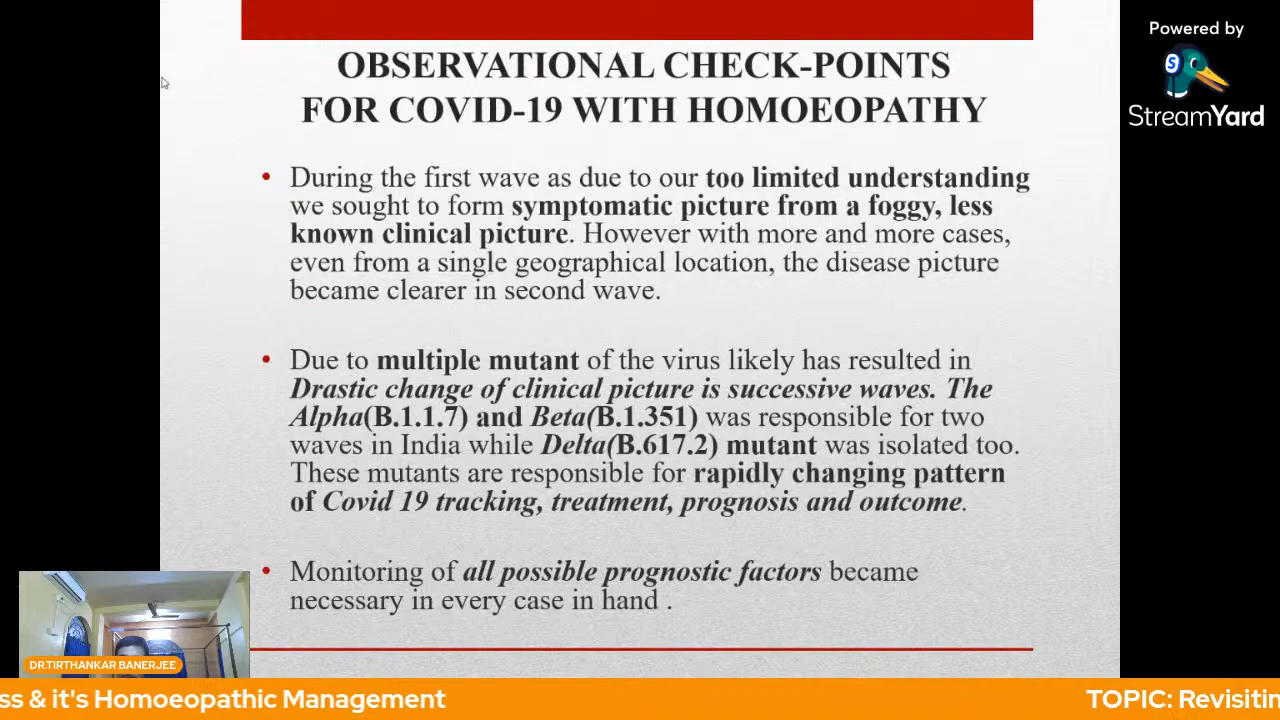 Powered by
S
StreamYard
OBSERVATIONAL CHECK-POINTS
FOR COVID-19 WITH HOMOEOPATHY
• During the first wave as due to our too limited understanding
we sought to form symptomatic picture from a foggy, less
known clinical picture. However with more and more cases,
even from a single geographical location, the disease picture
became clearer in second wave.
• Due to multiple mutant of the virus likely has resulted in
Drastic change of clinical picture is successive waves. The
Alpha(B.1.1.7) and Beta(B.1.351) was responsible for two
waves in India while Delta(B.617.2) mutant was isolated too.
These mutants are responsible for rapidly changing pattern
of Covid 19 tracking, treatment, prognosis and outcome.
• Monitoring of all possible prognostic factors became
necessary in every case in hand .
DR.TIRTHANKAR BANERJEE
ss & it's Homoeopathic Management
TOPIC: Revisitin